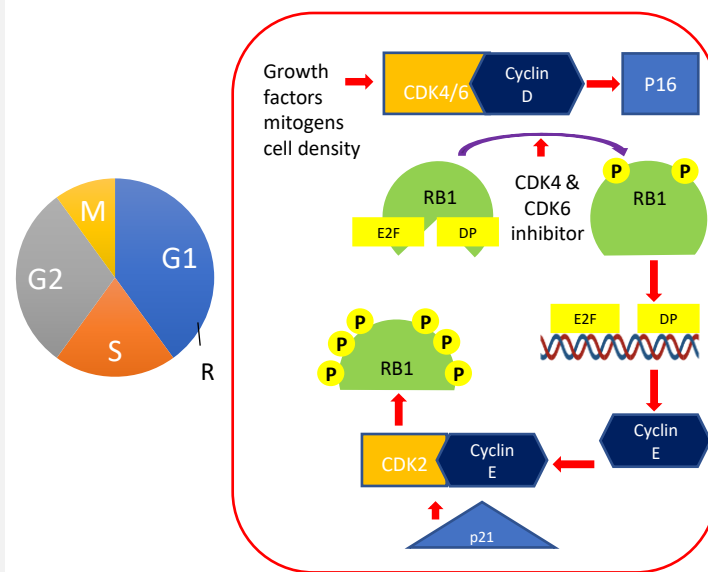 M
G1
G2
S
R
Growth
factors
mitogens
cell density
CDK4/6
Cyclin
D
P16
RB1
E2F
DP
CDK4 &
CDK6
inhibitor
P
P
RB1
E2F
DP
P
P
P
P
P
P
RB1
Cyclin
E
CDK2
Cyclin
E
p21